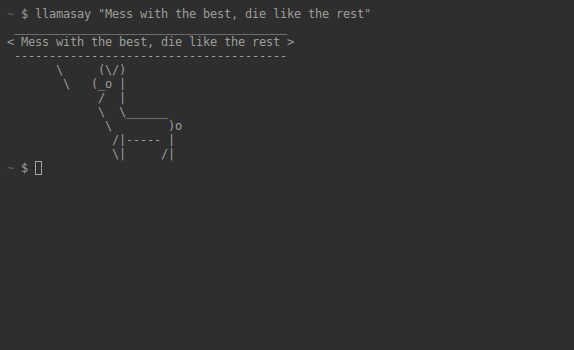 ~ $ llamasay "Mess with the best, die like the rest"
 _______________________________________
< Mess with the best, die like the rest >
 ---------------------------------------
       \     (\/)
        \   (_o |
             /  |
             \  \______
              \        )o
               /|----- |
               \|     /|
~ $